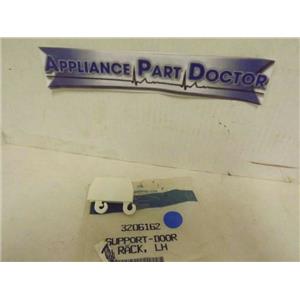 APPLIANCE PART DOCTOR
3206162
SUPPORT-DOOR
RACK, LH